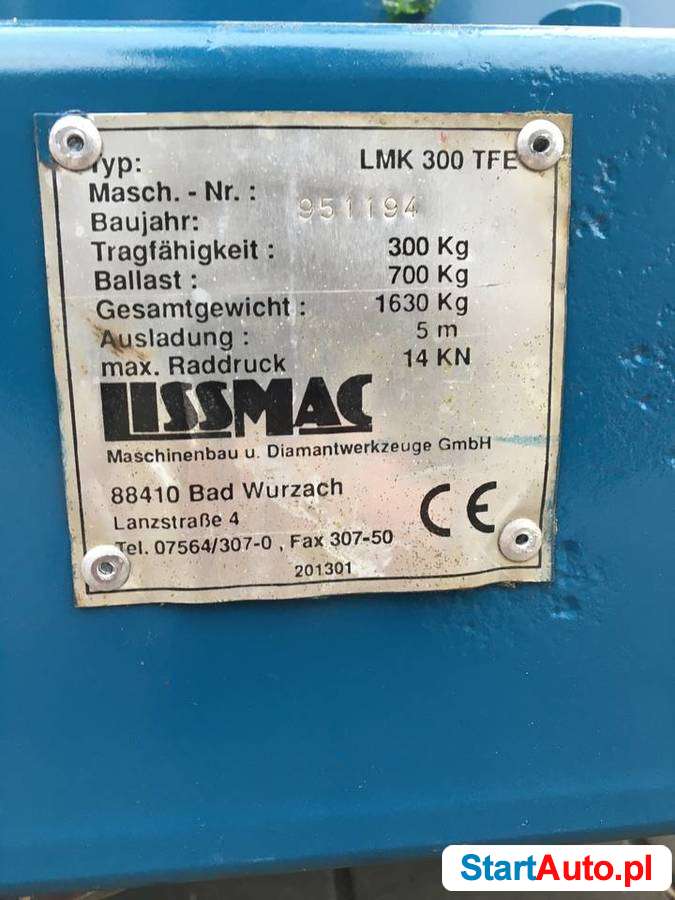 Typ: LMK 300 TFE
Masch. - Nr. : 951194
Baujahr:
Tragfähigkeit : 300 Kg
Ballast : 700 Kg
Gesamtgewicht : 1630 Kg
Ausladung : 5 m
max. Raddruck 14 KN
LISSMAC
Maschinenbau u. Diamantwerkzeuge GmbH
88410 Bad Wurzach
Lanzstraße 4
Tel. 07564/307-0 , Fax 307-50
CE
201301
StartAuto.pl